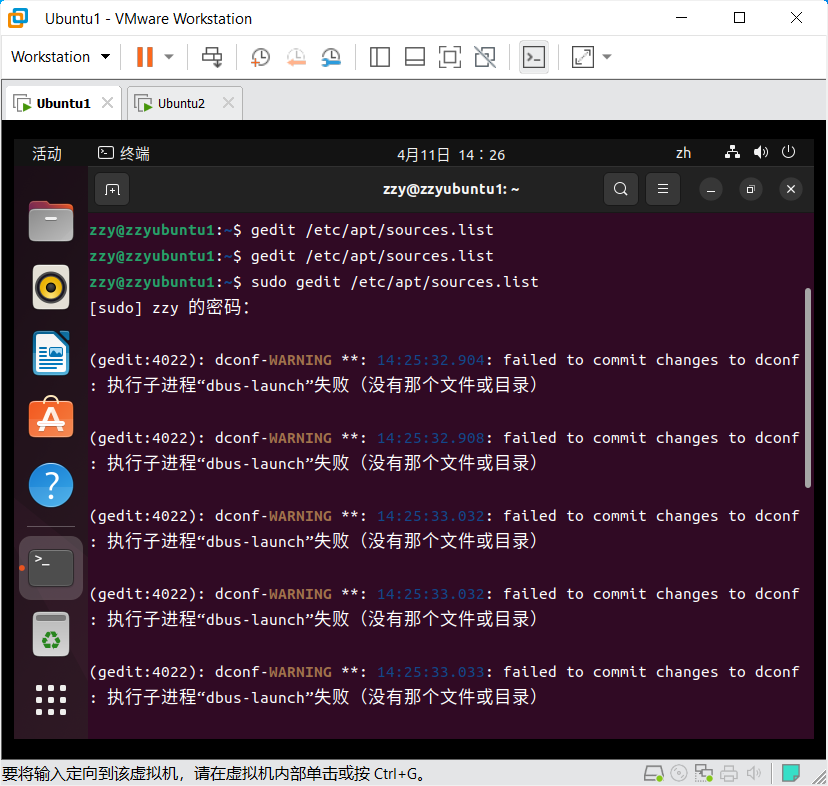 Ubuntu1 - VMware Workstation
Workstation
Ubuntu1
Ubuntu2
活动
终端
4月11日 14：26
zh
zzy@zzyubuntu1: ~
zzy@zzyubuntu1:~$ gedit /etc/apt/sources.list
zzy@zzyubuntu1:~$ gedit /etc/apt/sources.list
zzy@zzyubuntu1:~$ sudo gedit /etc/apt/sources.list
[sudo] zzy 的密码：
(gedit:4022): dconf-WARNING **: 14:25:32.904: failed to commit changes to dconf
: 执行子进程“dbus-launch”失败（没有那个文件或目录）
(gedit:4022): dconf-WARNING **: 14:25:32.908: failed to commit changes to dconf
: 执行子进程“dbus-launch”失败（没有那个文件或目录）
(gedit:4022): dconf-WARNING **: 14:25:33.032: failed to commit changes to dconf
: 执行子进程“dbus-launch”失败（没有那个文件或目录）
(gedit:4022): dconf-WARNING **: 14:25:33.032: failed to commit changes to dconf
: 执行子进程“dbus-launch”失败（没有那个文件或目录）
(gedit:4022): dconf-WARNING **: 14:25:33.033: failed to commit changes to dconf
: 执行子进程“dbus-launch”失败（没有那个文件或目录）
要将输入定向到该虚拟机，请在虚拟机内部单击或按 Ctrl+G。